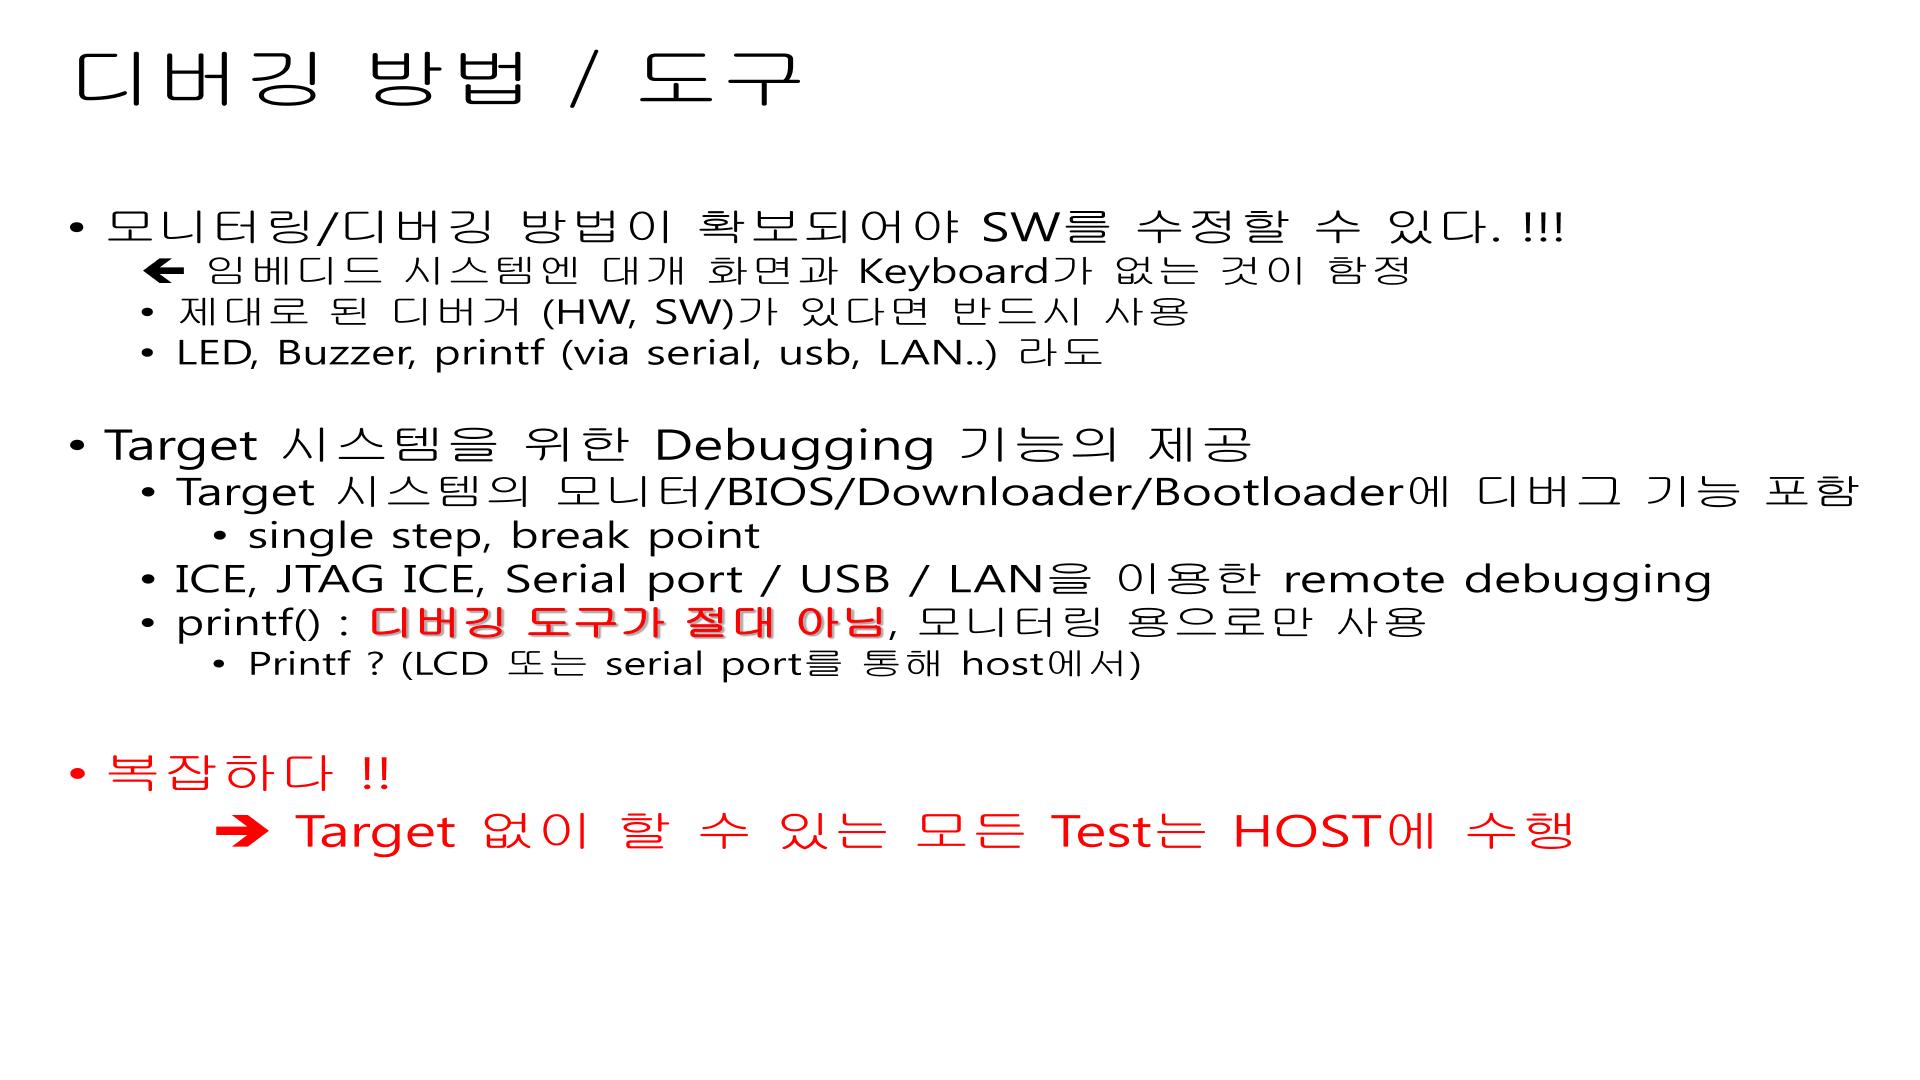 디버깅 방법 / 도구
• 모니터링/디버깅 방법이 확보되어야 SW를 수정할 수 있다. !!!
🡸 임베디드 시스템엔 대개 화면과 Keyboard가 없는 것이 함정
• 제대로 된 디버거 (HW, SW)가 있다면 반드시 사용
• LED, Buzzer, printf (via serial, usb, LAN..) 라도
• Target 시스템을 위한 Debugging 기능의 제공
• Target 시스템의 모니터/BIOS/Downloader/Bootloader에 디버그 기능 포함
• single step, break point
• ICE, JTAG ICE, Serial port / USB / LAN을 이용한 remote debugging
• printf() : 디버깅 도구가 절대 아님, 모니터링 용으로만 사용
• Printf ? (LCD 또는 serial port를 통해 host에서)
• 복잡하다 !!
➔ Target 없이 할 수 있는 모든 Test는 HOST에 수행